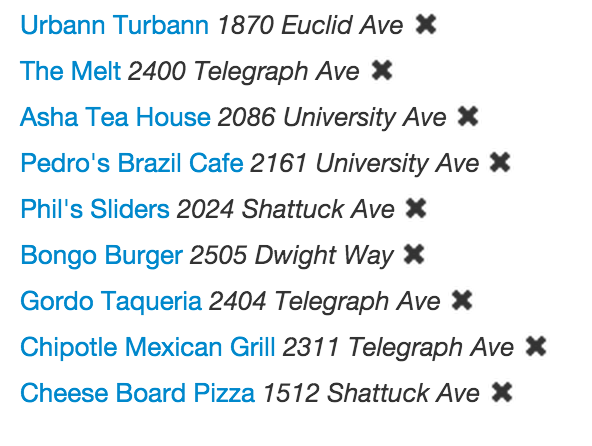 Urbann Turbann 1870 Euclid Ave ✖
The Melt 2400 Telegraph Ave ✖
Asha Tea House 2086 University Ave ✖
Pedro's Brazil Cafe 2161 University Ave ✖
Phil's Sliders 2024 Shattuck Ave ✖
Bongo Burger 2505 Dwight Way ✖
Gordo Taqueria 2404 Telegraph Ave ✖
Chipotle Mexican Grill 2311 Telegraph Ave ✖
Cheese Board Pizza 1512 Shattuck Ave ✖